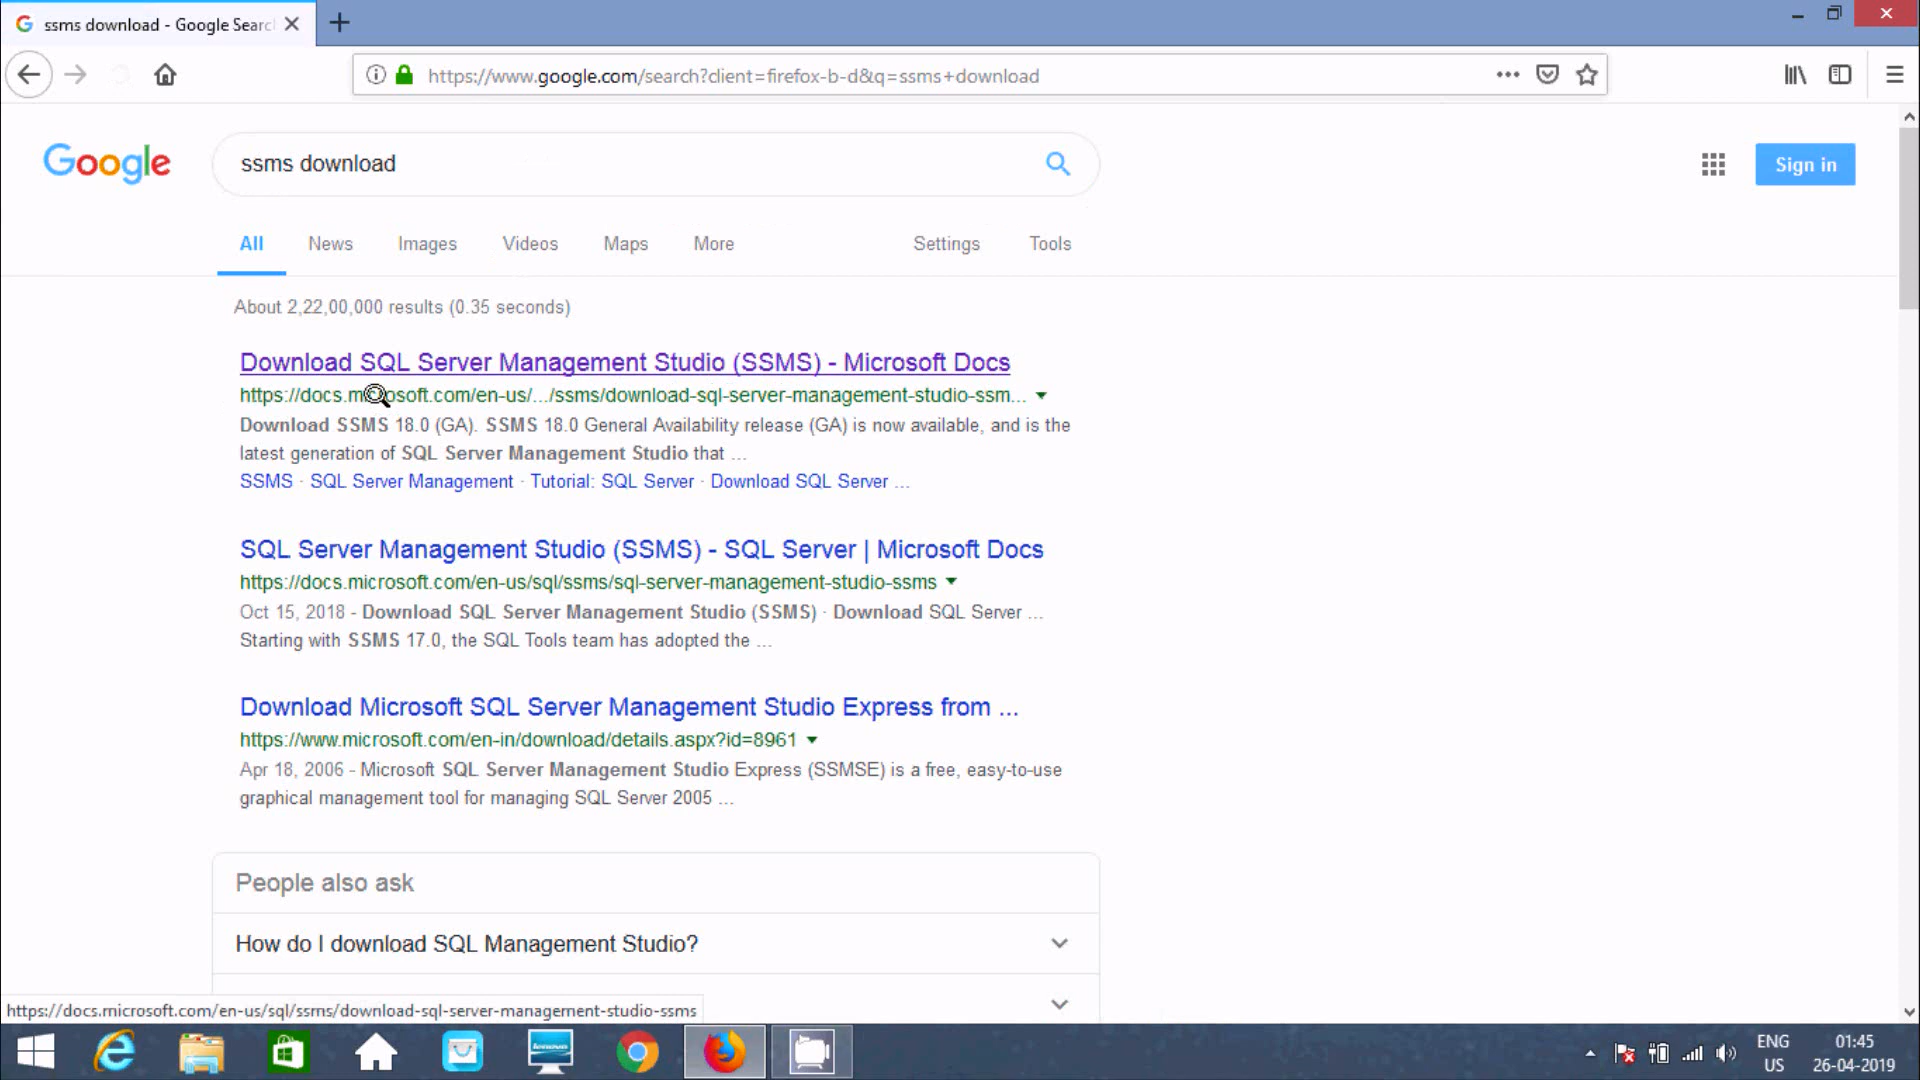 ssms download - Google Searc
https://www.google.com/search?client=firefox-b-d&q=ssms+download
Google
ssms download
Sign in
All
News
Images
Videos
Maps
More
Settings
Tools
About 2,22,00,000 results (0.35 seconds)
Download SQL Server Management Studio (SSMS) - Microsoft Docs
https://docs.microsoft.com/en-us/.../ssms/download-sql-server-management-studio-ssm...
Download SSMS 18.0 (GA). SSMS 18.0 General Availability release (GA) is now available, and is the
latest generation of SQL Server Management Studio that ...
SSMS · SQL Server Management · Tutorial: SQL Server · Download SQL Server ...
SQL Server Management Studio (SSMS) - SQL Server | Microsoft Docs
https://docs.microsoft.com/en-us/sql/ssms/sql-server-management-studio-ssms
Oct 15, 2018 - Download SQL Server Management Studio (SSMS) · Download SQL Server ...
Starting with SSMS 17.0, the SQL Tools team has adopted the ...
Download Microsoft SQL Server Management Studio Express from ...
https://www.microsoft.com/en-in/download/details.aspx?id=8961
Apr 18, 2006 - Microsoft SQL Server Management Studio Express (SSMSE) is a free, easy-to-use
graphical management tool for managing SQL Server 2005 ...
People also ask
How do I download SQL Management Studio?
https://docs.microsoft.com/en-us/sql/ssms/download-sql-server-management-studio-ssms
ENG
US
01:45
26-04-2019